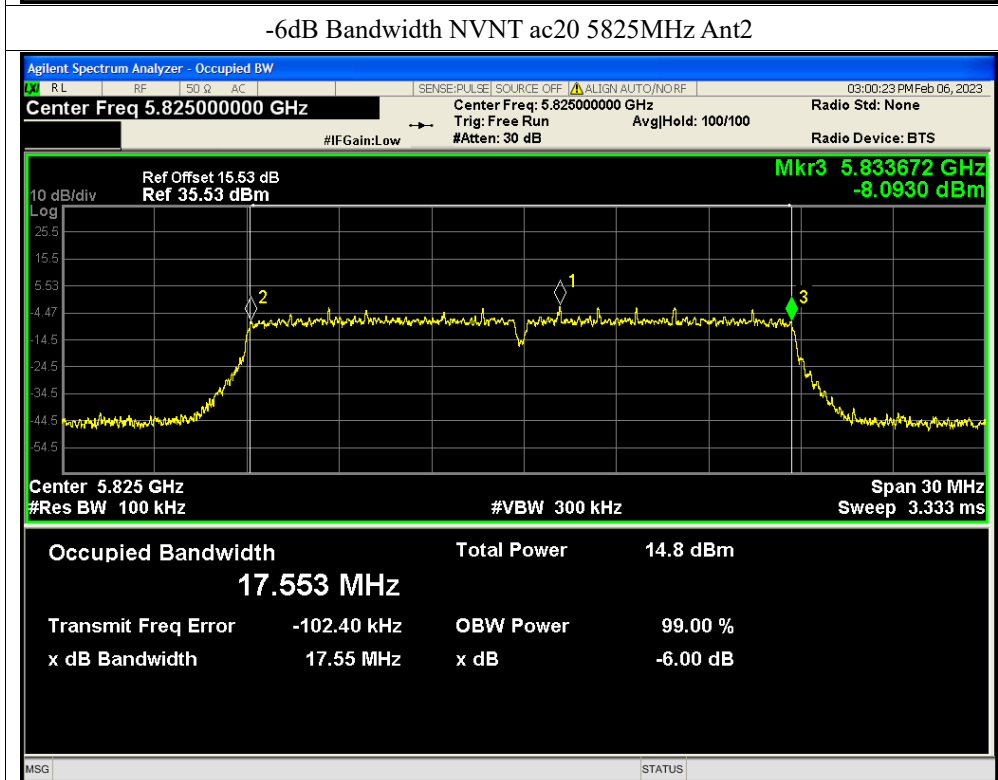 -6dB Bandwidth NVNT ac20 5825MHz Ant2
Agilent Spectrum Analyzer - Occupied BW
LXI RL RF 50 Ω AC SENSE:PULSE SOURCE OFF ALIGN AUTO/NO RF 03:00:23 PM Feb 06, 2023
Center Freq 5.825000000 GHz Center Freq: 5.825000000 GHz Radio Std: None
Trig: Free Run Avg|Hold: 100/100
#IFGain:Low #Atten: 30 dB Radio Device: BTS
Ref Offset 15.53 dB Mkr3 5.833672 GHz
10 dB/div Ref 35.53 dBm -8.0930 dBm
Log
25.5
15.5
5.53
-4.47
-14.5
-24.5
-34.5
-44.5
-54.5
2
1
3
Center 5.825 GHz Span 30 MHz
#Res BW 100 kHz #VBW 300 kHz Sweep 3.333 ms
Occupied Bandwidth Total Power 14.8 dBm
17.553 MHz
Transmit Freq Error -102.40 kHz OBW Power 99.00 %
x dB Bandwidth 17.55 MHz x dB -6.00 dB
MSG STATUS